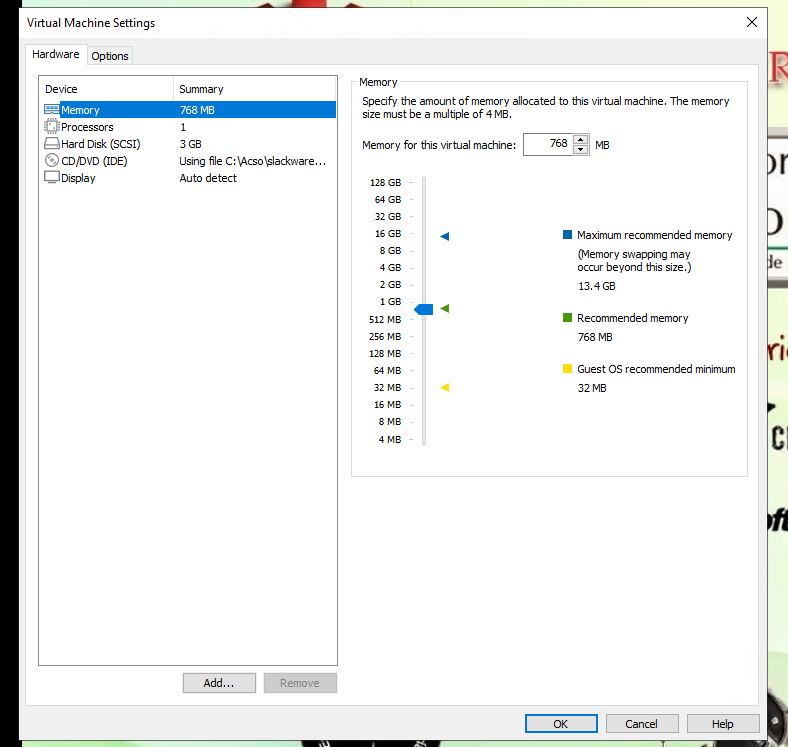 Virtual Machine Settings
Hardware Options
Device Summary
Memory 768 MB
Processors 1
Hard Disk (SCSI) 3 GB
CD/DVD (IDE) Using file C:\Acso\slackware...
Display Auto detect
Add...
Remove
Memory
Specify the amount of memory allocated to this virtual machine. The memory
size must be a multiple of 4 MB.
Memory for this virtual machine: 768 MB
128 GB
64 GB
32 GB
16 GB
8 GB
4 GB
2 GB
1 GB
512 MB
256 MB
128 MB
64 MB
32 MB
16 MB
8 MB
4 MB
Maximum recommended memory
(Memory swapping may
occur beyond this size.)
13.4 GB
Recommended memory
768 MB
Guest OS recommended minimum
32 MB
OK
Cancel
Help
R
de